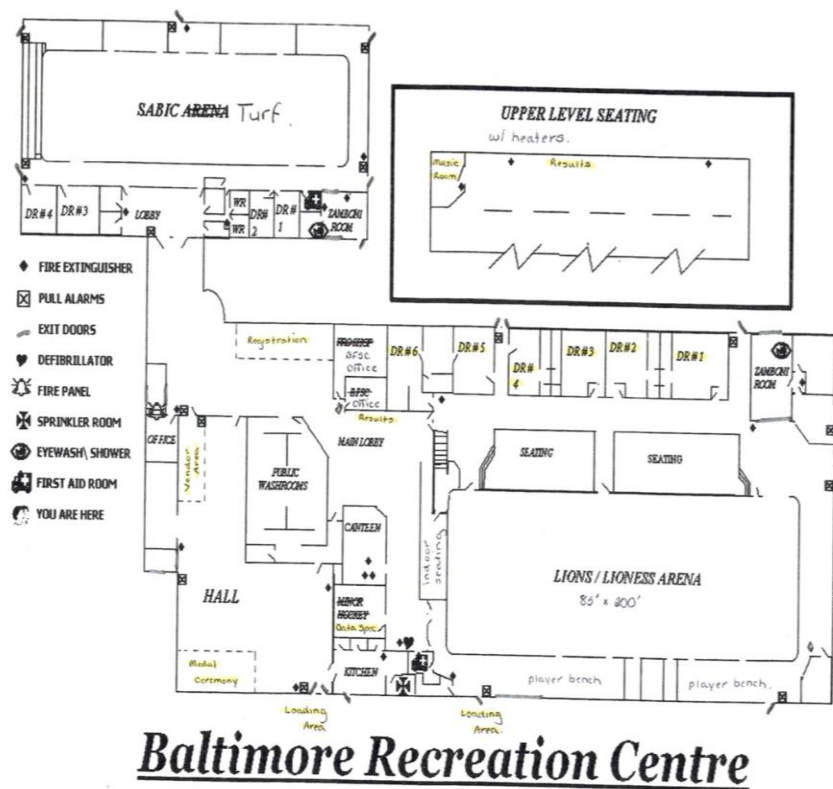 SABIC ARENA Turf.
UPPER LEVEL SEATING
w/ heaters.
Music
Room
Results
DR#4
DR#3
LOBBY
WR
WR
DR#
2
DR#
1
ZAMBONI
ROOM
FIRE EXTINGUISHER
PULL ALARMS
EXIT DOORS
DEFIBRILLATOR
FIRE PANEL
SPRINKLER ROOM
EYEWASH\ SHOWER
FIRST AID ROOM
YOU ARE HERE
Registration
PROSHOP
BFSC
Office
BFSC
Office
Results
DR#6
DR#5
DR#
4
DR#3
DR#2
DR#1
ZAMBONI
ROOM
OFFICE
Vendor
Area
PUBLIC
WASHROOMS
MAIN LOBBY
SEATING
SEATING
CANTEEN
indoor
seating
LIONS / LIONESS ARENA
85' x 200'
HALL
MINOR
HOCKEY
Data Spec.
Medal
Ceremony
KITCHEN
player bench
player bench.
Loading
Area
Loading
Area.
Baltimore Recreation Centre